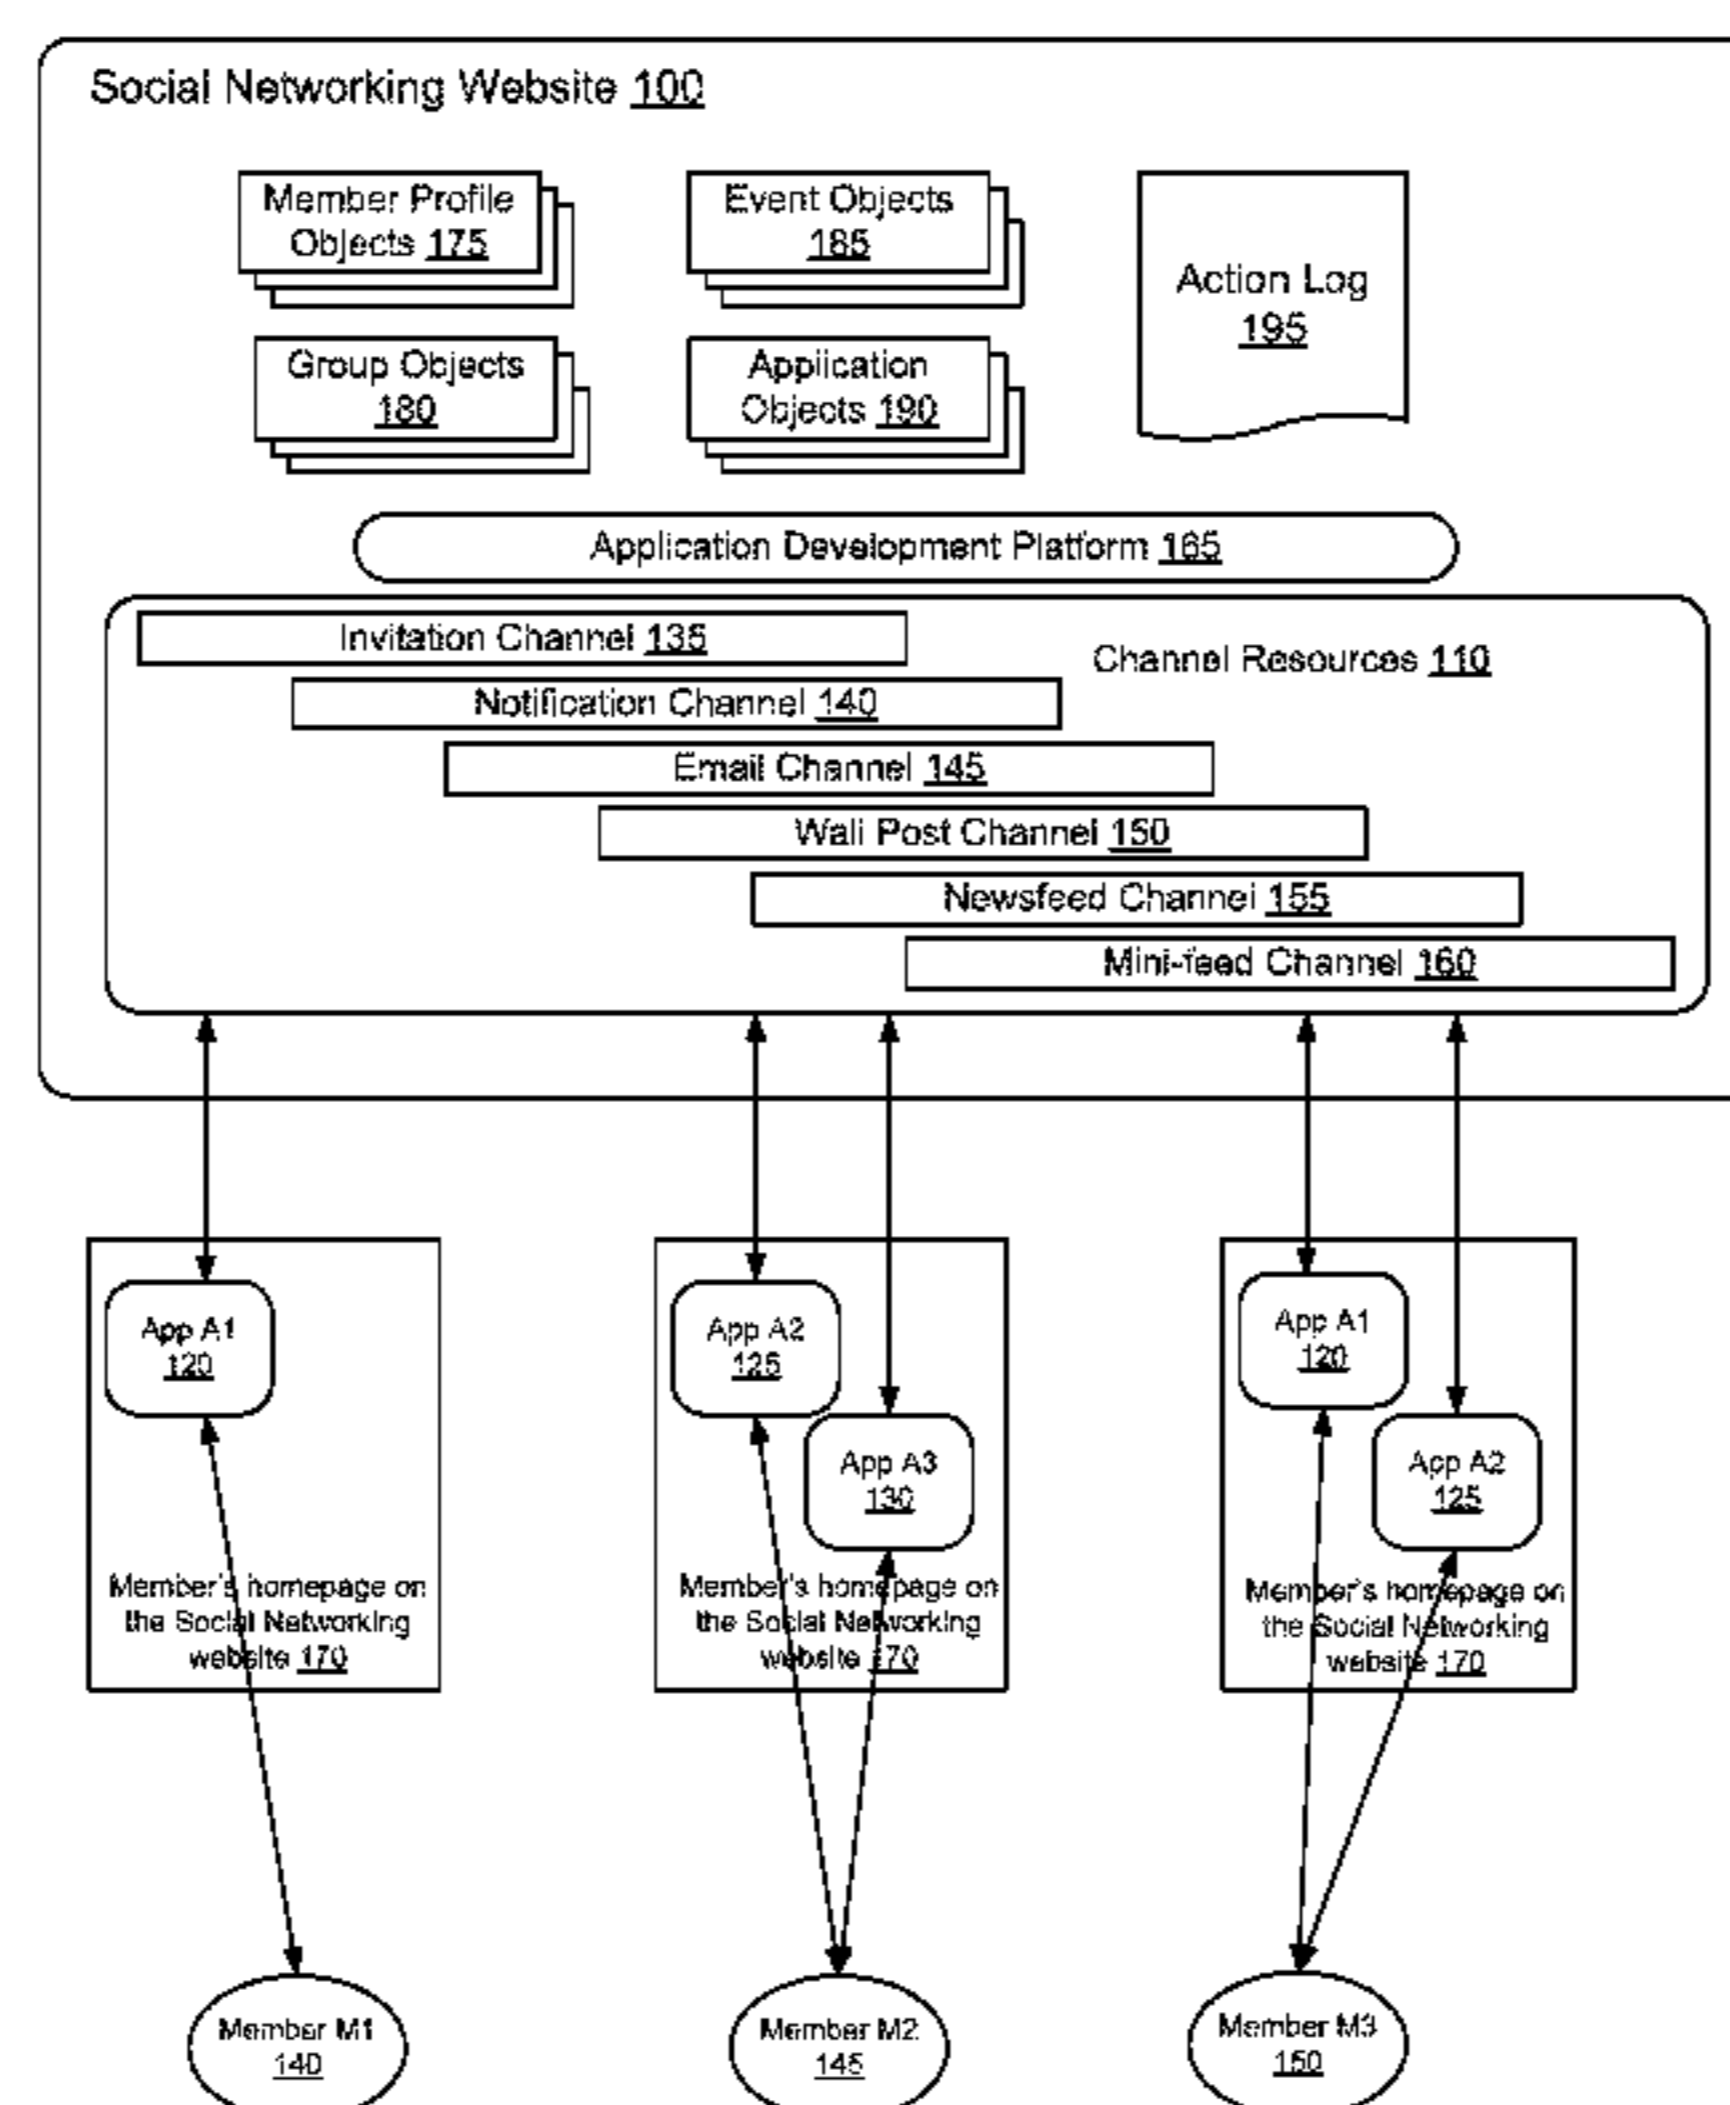 Social Networking Website 100
Member Profile
Objects 175
Event Objects
185
Action Log
195
Group Objects
180
Application
Objects 190
Application Development Platform 165
Invitation Channel 135
Channel Resources 110
Notification Channel 140
Email Channel 145
Wall Post Channel 150
Newsfeed Channel 155
Mini-feed Channel 160
App A1
120
App A2
125
App A3
130
App A1
120
App A2
125
Member's homepage on
the Social Networking
website 170
Member's homepage on
the Social Networking
website 170
Member's homepage on
the Social Networking
website 170
Member M1
140
Member M2
145
Member M3
150